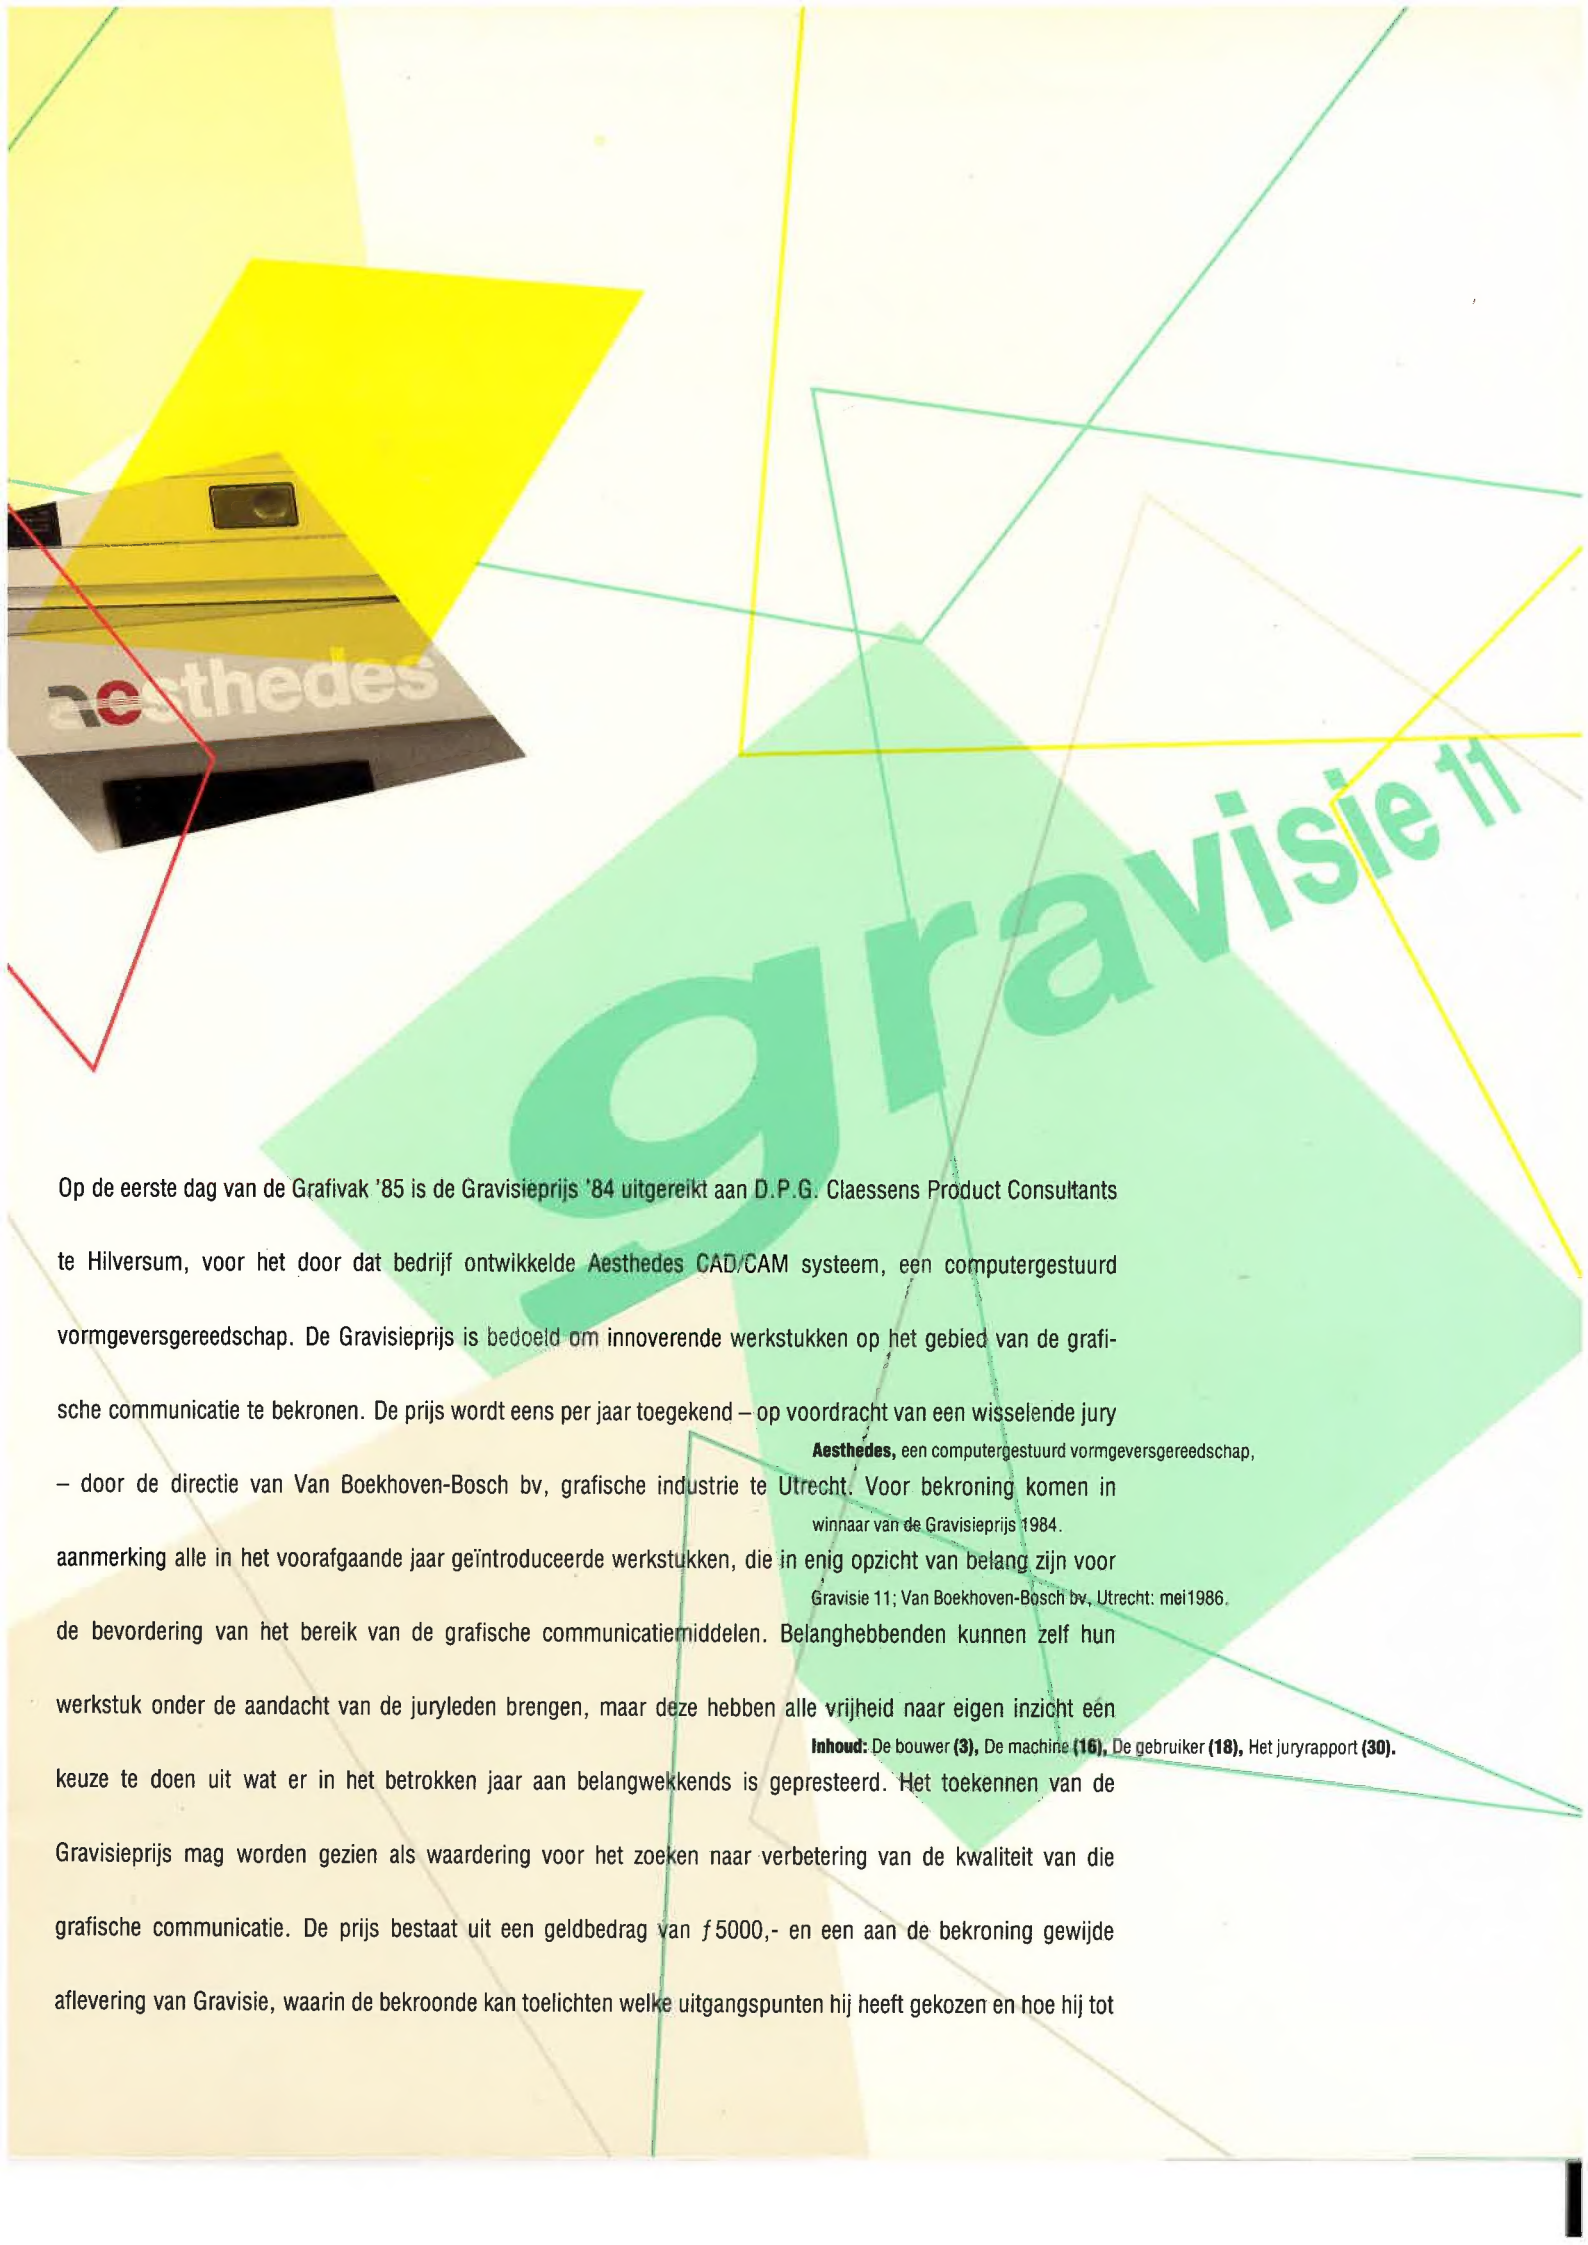 aesthedes
gravisie 11
Op de eerste dag van de Grafivak '85 is de Gravisieprijs '84 uitgereikt aan D.P.G. Claessens Product Consultants
te Hilversum, voor het door dat bedrijf ontwikkelde Aesthedes CAD/CAM systeem, een computergestuurd
vormgeversgereedschap. De Gravisieprijs is bedoeld om innoverende werkstukken op het gebied van de grafi-
sche communicatie te bekronen. De prijs wordt eens per jaar toegekend – op voordracht van een wisselende jury
– door de directie van Van Boekhoven-Bosch bv, grafische industrie te Utrecht. Voor bekroning komen in
aanmerking alle in het voorafgaande jaar geïntroduceerde werkstukken, die in enig opzicht van belang zijn voor
de bevordering van het bereik van de grafische communicatiemiddelen. Belanghebbenden kunnen zelf hun
werkstuk onder de aandacht van de juryleden brengen, maar deze hebben alle vrijheid naar eigen inzicht een
keuze te doen uit wat er in het betrokken jaar aan belangwekkends is gepresteerd. Het toekennen van de
Gravisieprijs mag worden gezien als waardering voor het zoeken naar verbetering van de kwaliteit van die
grafische communicatie. De prijs bestaat uit een geldbedrag van ƒ5000,- en een aan de bekroning gewijde
aflevering van Gravisie, waarin de bekroonde kan toelichten welke uitgangspunten hij heeft gekozen en hoe hij tot
Aesthedes, een computergestuurd vormgeversgereedschap,
winnaar van de Gravisieprijs 1984.
Gravisie 11; Van Boekhoven-Bosch bv, Utrecht: mei1986.
Inhoud: De bouwer (3), De machine (16), De gebruiker (18), Het juryrapport (30).